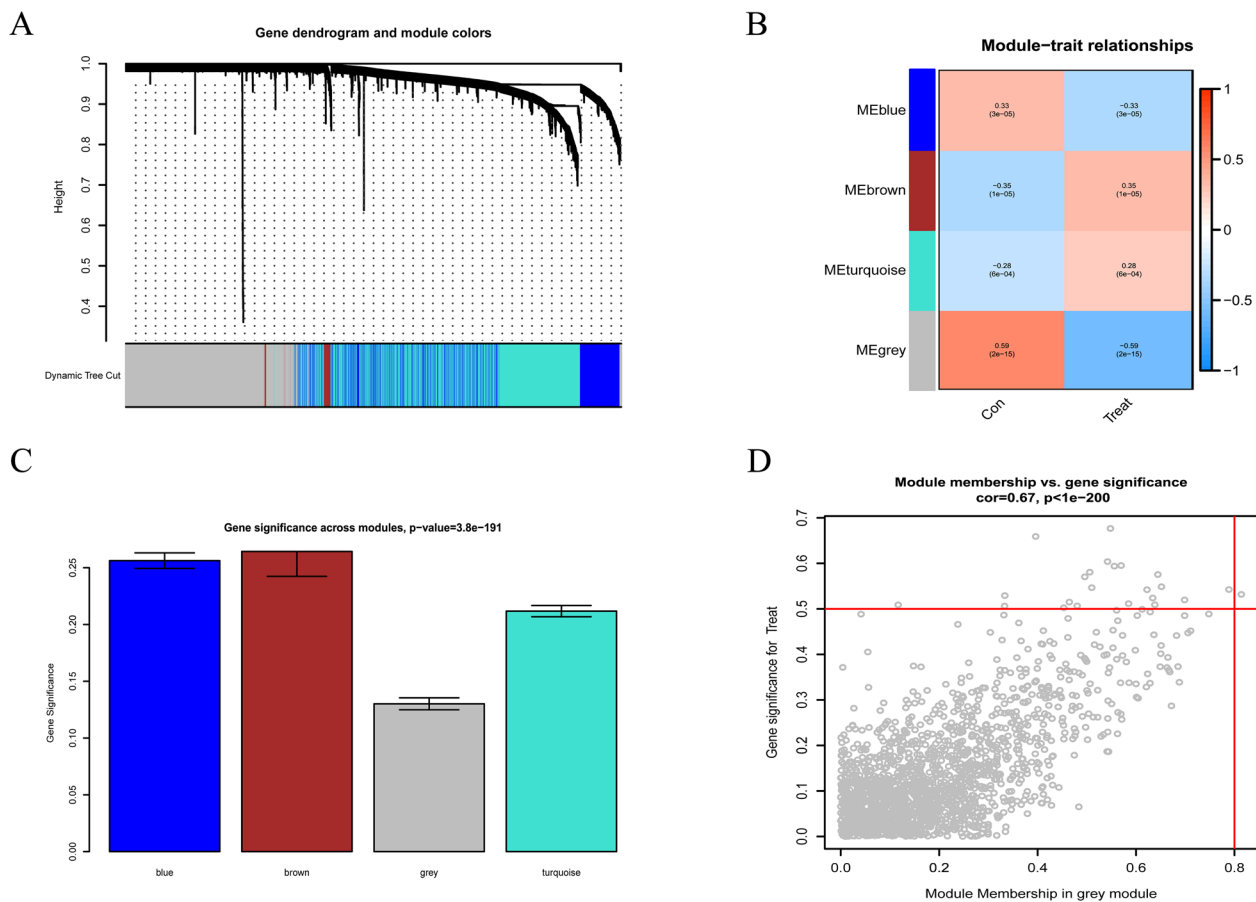 A
Gene dendrogram and module colors
Height
1.0
0.9
0.8
0.7
0.6
0.5
0.4
Dynamic Tree Cut
B
Module−trait relationships
MEblue
MEbrown
MEturquoise
MEgrey
0.33
(3e−05)
−0.33
(3e−05)
−0.35
(1e−05)
0.35
(1e−05)
−0.28
(6e−04)
0.28
(6e−04)
0.59
(2e−15)
−0.59
(2e−15)
Con
Treat
1
0.5
0
−0.5
−1
C
Gene significance across modules, p−value=3.8e−191
Gene Significance
0.25
0.20
0.15
0.10
0.05
0.00
blue
brown
grey
turquoise
D
Module membership vs. gene significance
cor=0.67, p<1e−200
Gene significance for Treat
0.7
0.6
0.5
0.4
0.3
0.2
0.1
0.0
0.0
0.2
0.4
0.6
0.8
Module Membership in grey module